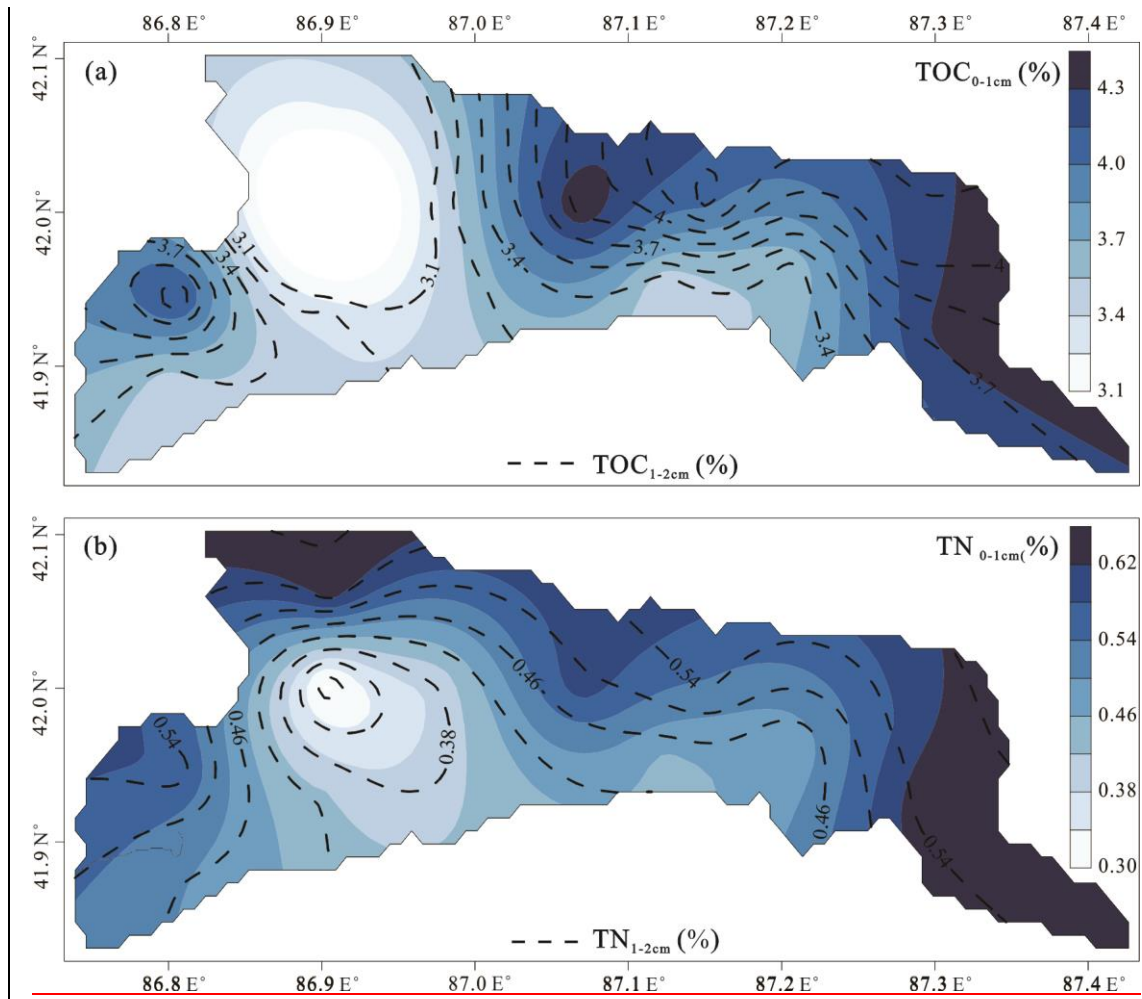 86.8 E° 86.9 E° 87.0 E° 87.1 E° 87.2 E° 87.3 E° 87.4 E°
(a)
TOC0-1cm (%)
42.1 N°
42.0 N°
41.9 N°
4.3
4.0
3.7
3.4
3.1
3.7
3.4
3.1
3.1
3.4
4
3.7
3.4
4
3.7
TOC1-2cm (%)
(b)
TN 0-1cm( %)
42.1 N°
42.0 N°
41.9 N°
0.62
0.54
0.46
0.38
0.30
0.54
0.46
0.38
0.46
0.54
0.46
0.54
TN1-2cm (%)
86.8 E° 86.9 E° 87.0 E° 87.1 E° 87.2 E° 87.3 E° 87.4 E°